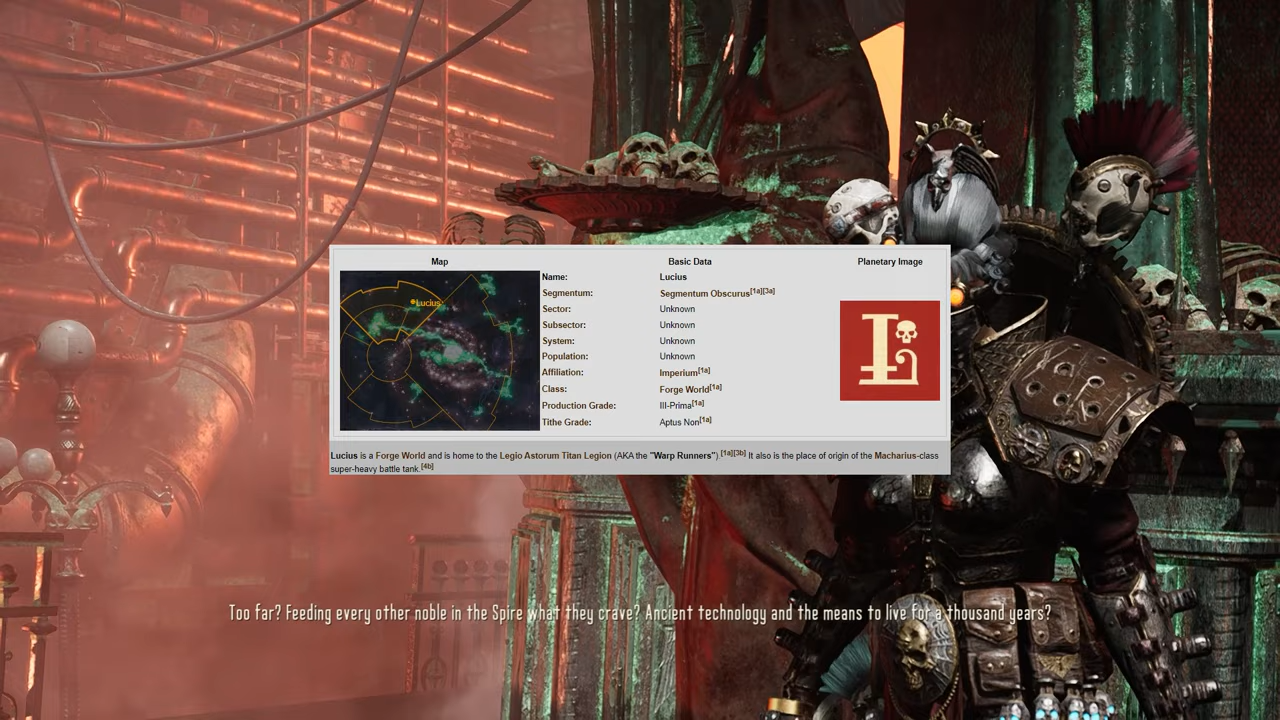 Map Basic Data Planetary Image
Name: Lucius
Segmentum: Segmentum Obscurus[1a][3a]
Sector: Unknown
Subsector: Unknown
System: Unknown
Population: Unknown
Affiliation: Imperium[1a]
Class: Forge World[1a]
Production Grade: III-Prima[1a]
Tithe Grade: Aptus Non[1a]
Lucius
L
Lucius is a Forge World and is home to the Legio Astorum Titan Legion (AKA the "Warp Runners").[1a][3b] It also is the place of origin of the Macharius-class
super-heavy battle tank.[4b]
Too far? Feeding every other noble in the Spire what they crave? Ancient technology and the means to live for a thousand years?